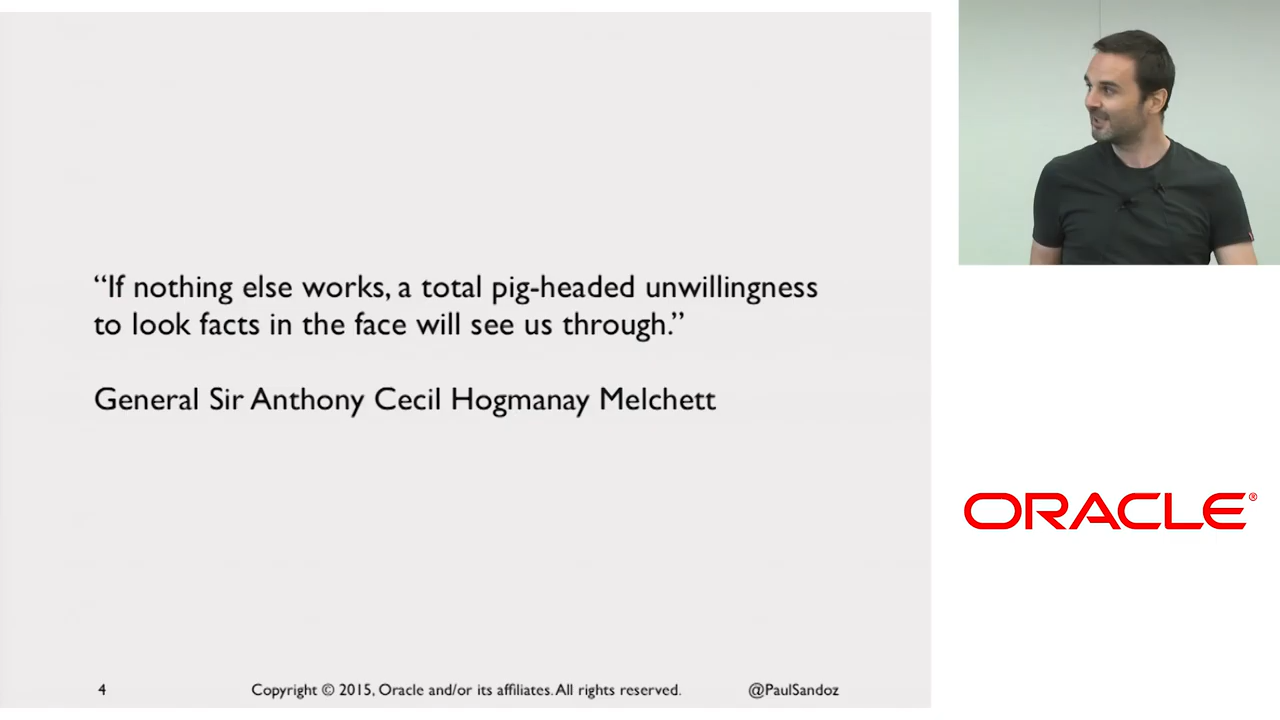 “If nothing else works, a total pig-headed unwillingness
to look facts in the face will see us through.”
General Sir Anthony Cecil Hogmanay Melchett
4 Copyright © 2015, Oracle and/or its affiliates. All rights reserved. @PaulSandoz
ORACLE®